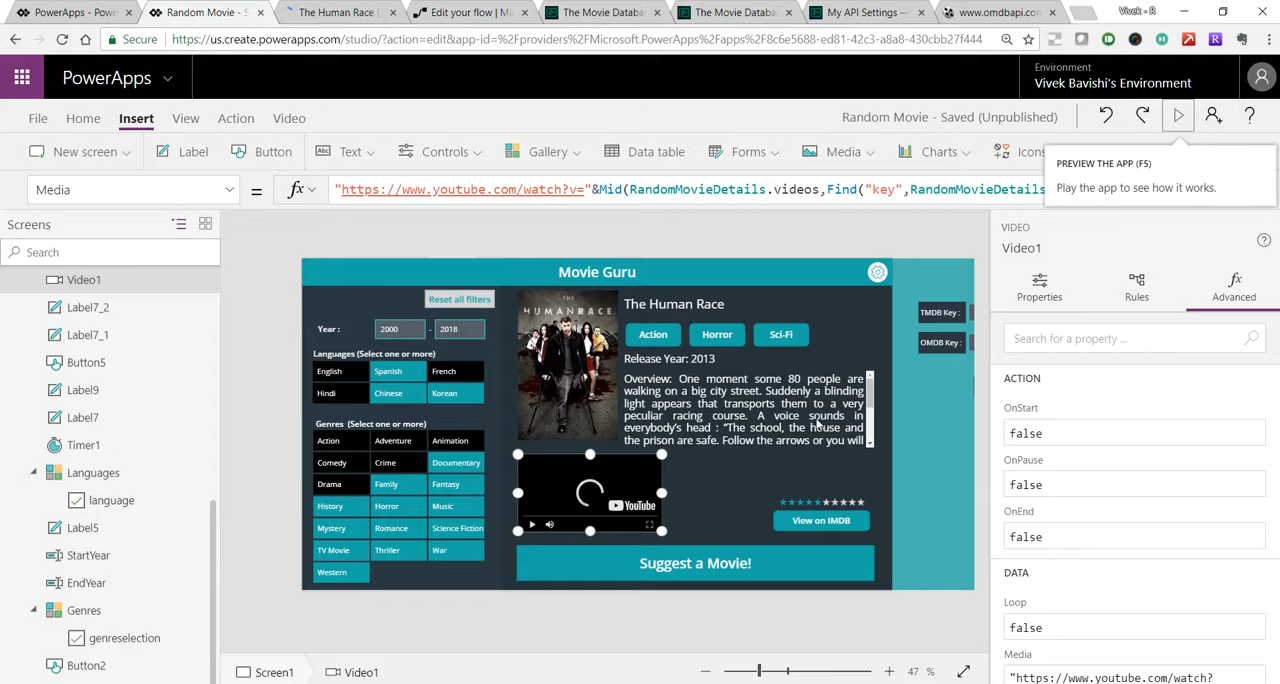 PowerApps - Pow
Random Movie - S
The Human Race (
Edit your flow | M
The Movie Databa
The Movie Databa
My API Settings —
www.omdbapi.com
Vivek - R
Secure
https://us.create.powerapps.com/studio/?action=edit&app-id=%2Fproviders%2FMicrosoft.PowerApps%2Fapps%2F8c6e5688-ed81-42c3-a8a8-430cbb27f444
PowerApps
Environment
Vivek Bavishi's Environment
File
Home
Insert
View
Action
Video
Random Movie - Saved (Unpublished)
New screen
Label
Button
Text
Controls
Gallery
Data table
Forms
Media
Charts
Icons
PREVIEW THE APP (F5)
Play the app to see how it works.
Media
=
fx
"https://www.youtube.com/watch?v="&Mid(RandomMovieDetails.videos,Find("key",RandomMovieDetails
Screens
Search
Video1
Label7_2
Label7_1
Button5
Label9
Label7
Timer1
Languages
language
Label5
StartYear
EndYear
Genres
genreselection
Button2
Movie Guru
Reset all filters
Year :
2000
-
2018
Languages (Select one or more)
English
Spanish
French
Hindi
Chinese
Korean
Genres (Select one or more)
Action
Adventure
Animation
Comedy
Crime
Documentary
Drama
Family
Fantasy
History
Horror
Music
Mystery
Romance
Science Fiction
TV Movie
Thriller
War
Western
THE
HUMANRACE
The Human Race
Action
Horror
Sci-Fi
Release Year: 2013
Overview: One moment some 80 people are
walking on a big city street. Suddenly a blinding
light appears that transports them to a very
peculiar racing course. A voice sounds in
everybody's head : "The school, the house and
the prison are safe. Follow the arrows or you will
YouTube
View on IMDB
Suggest a Movie!
TMDB Key :
OMDB Key :
VIDEO
Video1
Properties
Rules
fx
Advanced
Search for a property ...
ACTION
OnStart
false
OnPause
false
OnEnd
false
DATA
Loop
false
Media
"https://www.youtube.com/watch?
Screen1
Video1
47 %